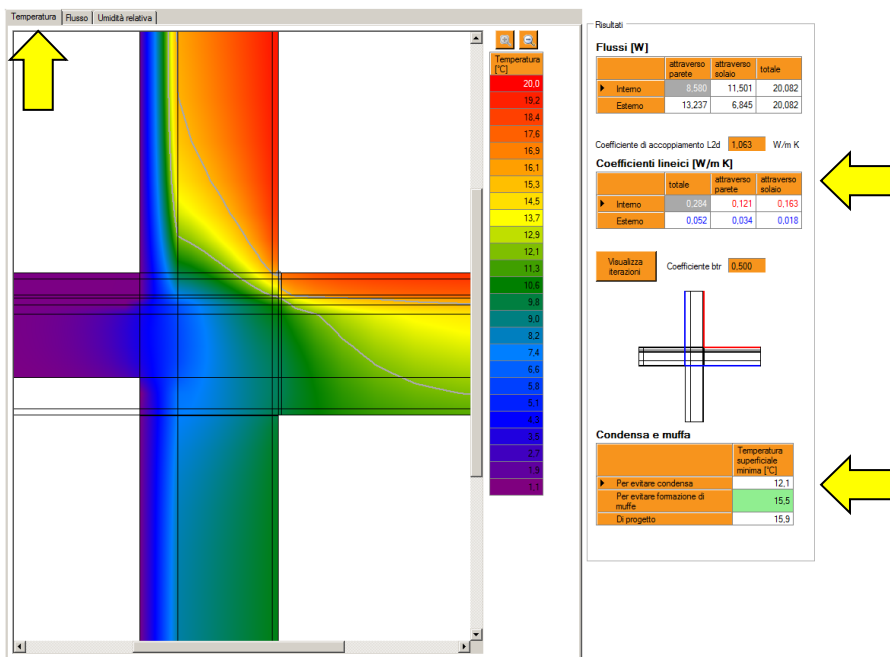 Temperatura
Flusso
Umidità relativa
Temperatura
[°C]
20,0
19,2
18,4
17,6
16,9
16,1
15,3
14,5
13,7
12,9
12,1
11,3
10,6
9,8
9,0
8,2
7,4
6,6
5,8
5,1
4,3
3,5
2,7
1,9
1,1
Risultati
Flussi [W]
attraverso parete
attraverso solaio
totale
Interno 8,580 11,501 20,082
Esterno 13,237 6,845 20,082
Coefficiente di accoppiamento L2d 1,063 W/m K
Coefficienti lineici [W/m K]
totale
attraverso parete
attraverso solaio
Interno 0,284 0,121 0,163
Esterno 0,052 0,034 0,018
Visualizza
iterazioni
Coefficiente btr 0,500
Condensa e muffa
Temperatura
superficiale
minima [°C]
Per evitare condensa 12,1
Per evitare formazione di
muffe 15,5
Di progetto 15,9